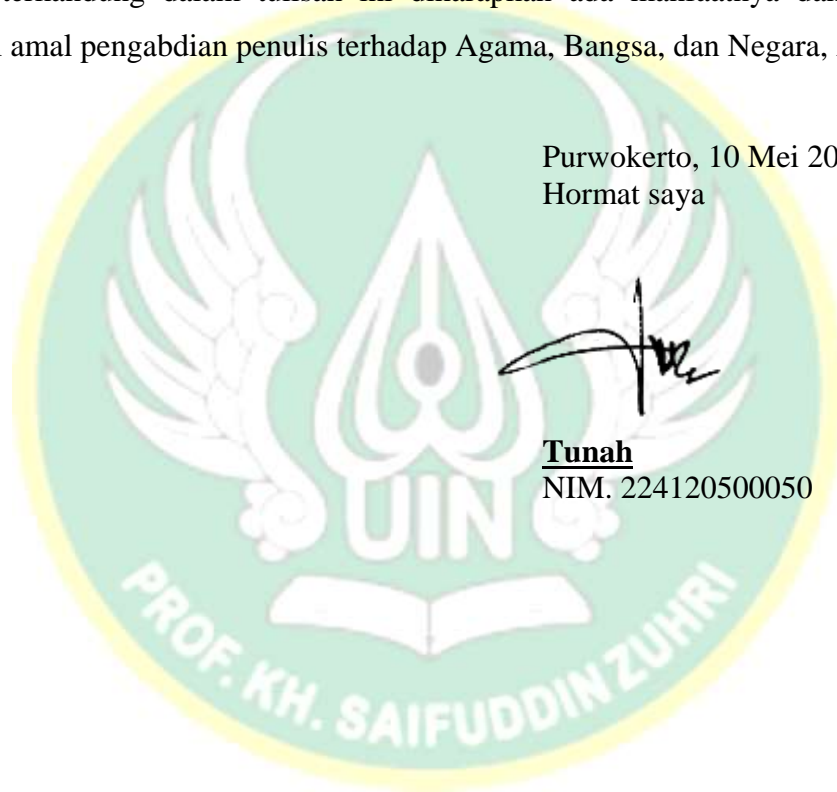 terkandung dalam tulisan ini diharapkan ada manfaatnya
amal pengabdian penulis terhadap Agama, Bangsa, dan Negara,
Purwokerto, 10 Mei 20
Hormat saya
Tunah
NIM. 224120500050
UIN
PROF. KH. SAIFUDDIN ZUHRI